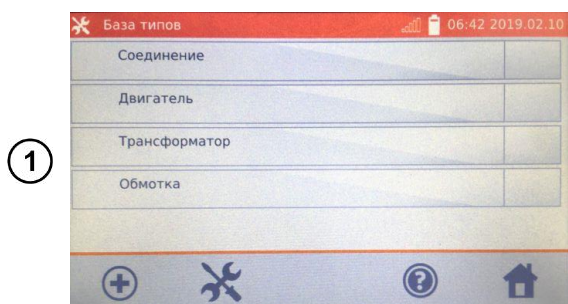 База типов 06:42 2019.02.10
Соединение
Двигатель
Трансформатор
Обмотка
1